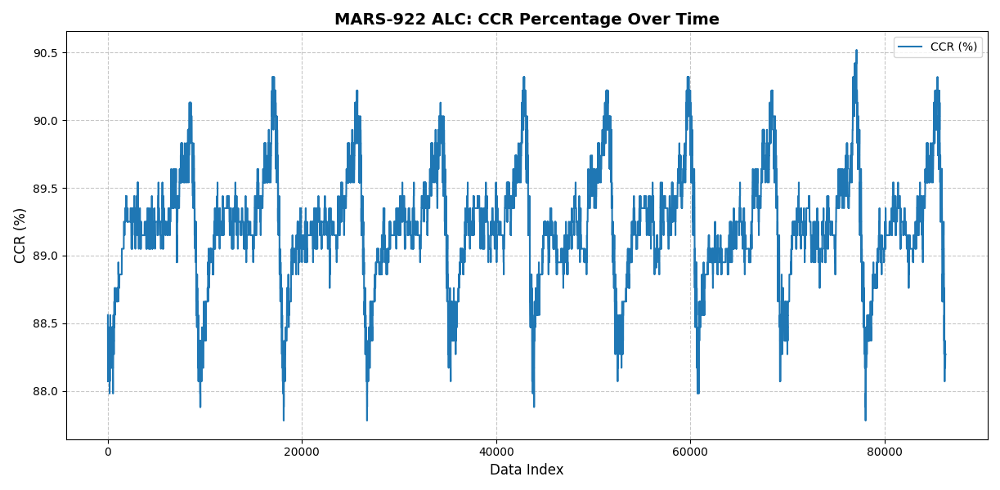 MARS-922 ALC: CCR Percentage Over Time
CCR (%)
90.5
90.0
89.5
89.0
88.5
88.0
CCR (%)
0
20000
40000
60000
80000
Data Index